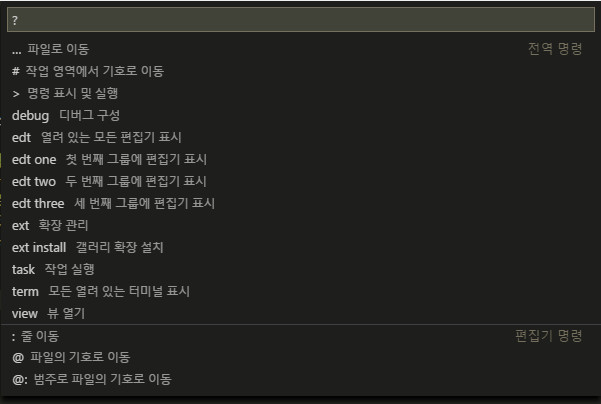 ?
... 파일로 이동 전역 명령
# 작업 영역에서 기호로 이동
> 명령 표시 및 실행
debug 디버그 구성
edt 열려 있는 모든 편집기 표시
edt one 첫 번째 그룹에 편집기 표시
edt two 두 번째 그룹에 편집기 표시
edt three 세 번째 그룹에 편집기 표시
ext 확장 관리
ext install 갤러리 확장 설치
task 작업 실행
term 모든 열려 있는 터미널 표시
view 뷰 열기
: 줄 이동 편집기 명령
@ 파일의 기호로 이동
@: 범주로 파일의 기호로 이동